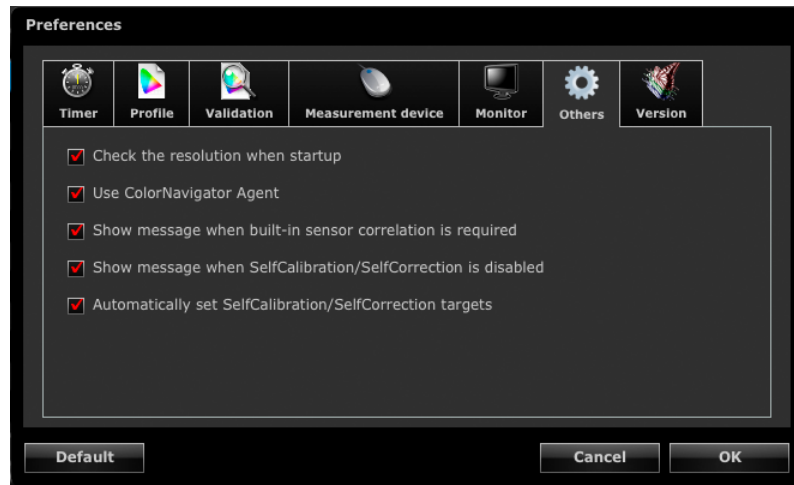 Preferences
Timer
Profile
Validation
Measurement device
Monitor
Others
Version
Check the resolution when startup
Use ColorNavigator Agent
Show message when built-in sensor correlation is required
Show message when SelfCalibration/SelfCorrection is disabled
Automatically set SelfCalibration/SelfCorrection targets
Default
Cancel
OK